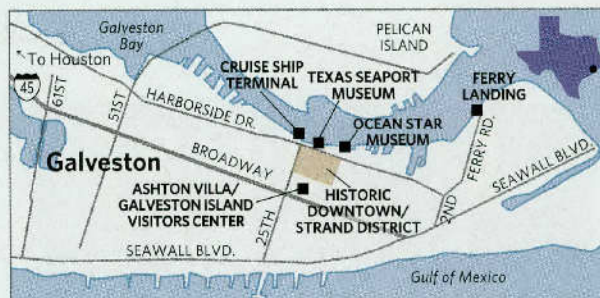 Galveston
Bay
To Houston
45
61ST
51ST
PELICAN
ISLAND
CRUISE SHIP
TERMINAL
TEXAS SEAPORT
MUSEUM
FERRY
LANDING
HARBORSIDE DR.
OCEAN STAR
MUSEUM
BROADWAY
FERRY RD.
SEAWALL BLVD.
Galveston
ASHTON VILLA/
GALVESTON ISLAND
VISITORS CENTER
HISTORIC
DOWNTOWN/
STRAND DISTRICT
2ND
25TH
SEAWALL BLVD.
Gulf of Mexico